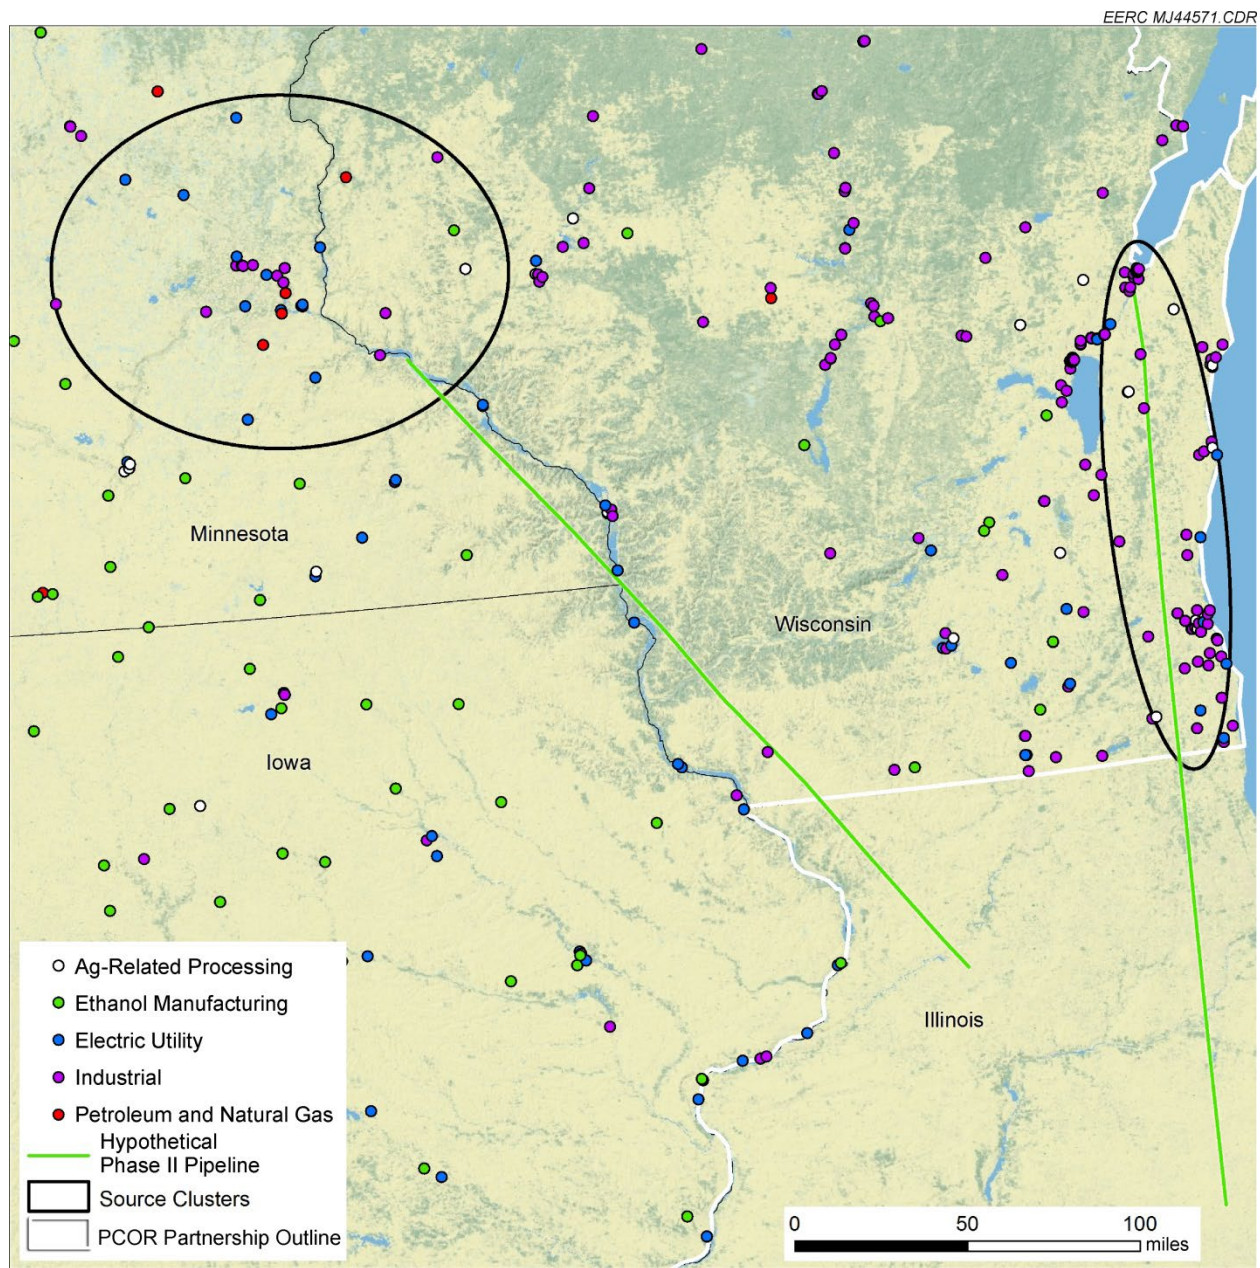 EERC MJ44571.CDR
Minnesota
Wisconsin
Iowa
Illinois
Ag-Related Processing
Ethanol Manufacturing
Electric Utility
Industrial
Petroleum and Natural Gas
Hypothetical
Phase II Pipeline
Source Clusters
PCOR Partnership Outline
0 50 100
miles